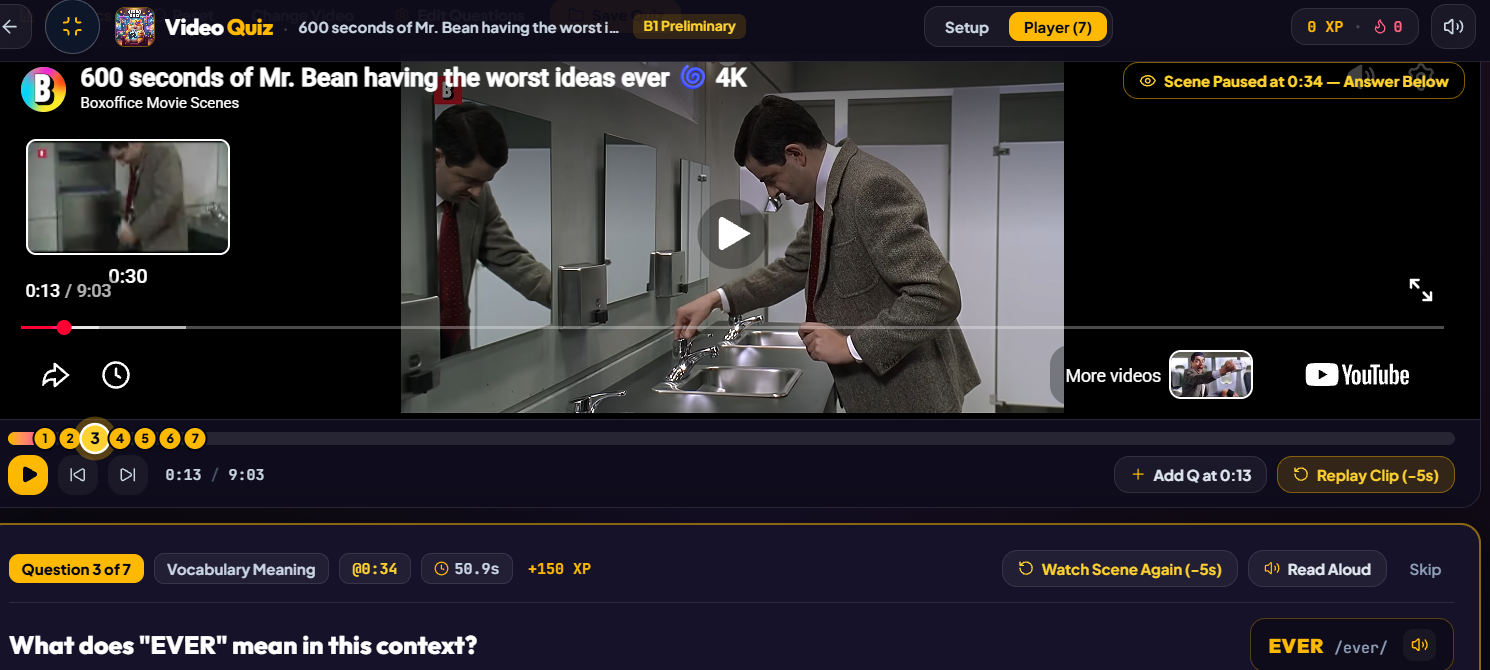 Video Quiz · 600 seconds of Mr. Bean having the worst i... B1 Preliminary Setup Player (7) 0 XP · 0
600 seconds of Mr. Bean having the worst ideas ever 🌀 4K
Boxoffice Movie Scenes
Scene Paused at 0:34 — Answer Below
0:30
0:13 / 9:03
More videos YouTube
1 2 3 4 5 6 7
0:13 / 9:03 + Add Q at 0:13 Replay Clip (-5s)
Question 3 of 7 Vocabulary Meaning @0:34 50.9s +150 XP Watch Scene Again (-5s) Read Aloud Skip
What does "EVER" mean in this context? EVER /ever/